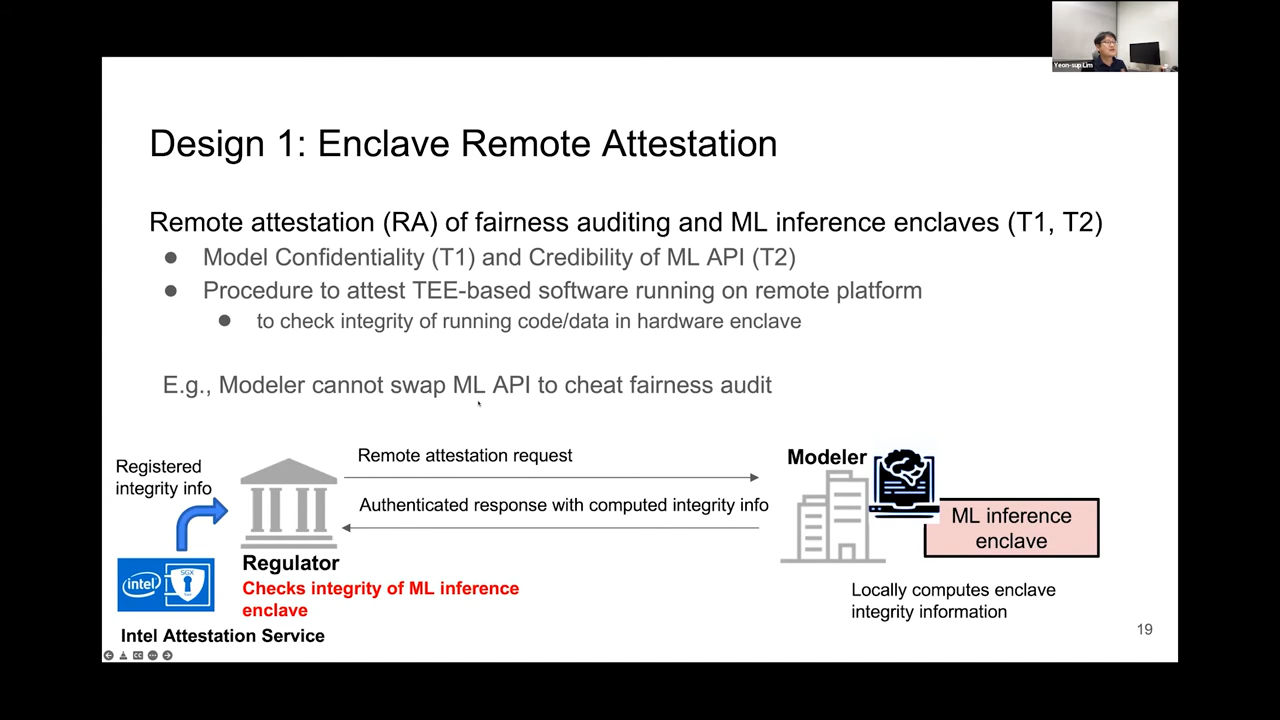 Yeon-sup Lim
Design 1: Enclave Remote Attestation
Remote attestation (RA) of fairness auditing and ML inference enclaves (T1, T2)
● Model Confidentiality (T1) and Credibility of ML API (T2)
● Procedure to attest TEE-based software running on remote platform
● to check integrity of running code/data in hardware enclave
E.g., Modeler cannot swap ML API to cheat fairness audit
Registered
integrity info
Remote attestation request
Authenticated response with computed integrity info
Modeler
ML inference
enclave
Regulator
Checks integrity of ML inference
enclave
intel
SGX
Intel Attestation Service
Locally computes enclave
integrity information
19